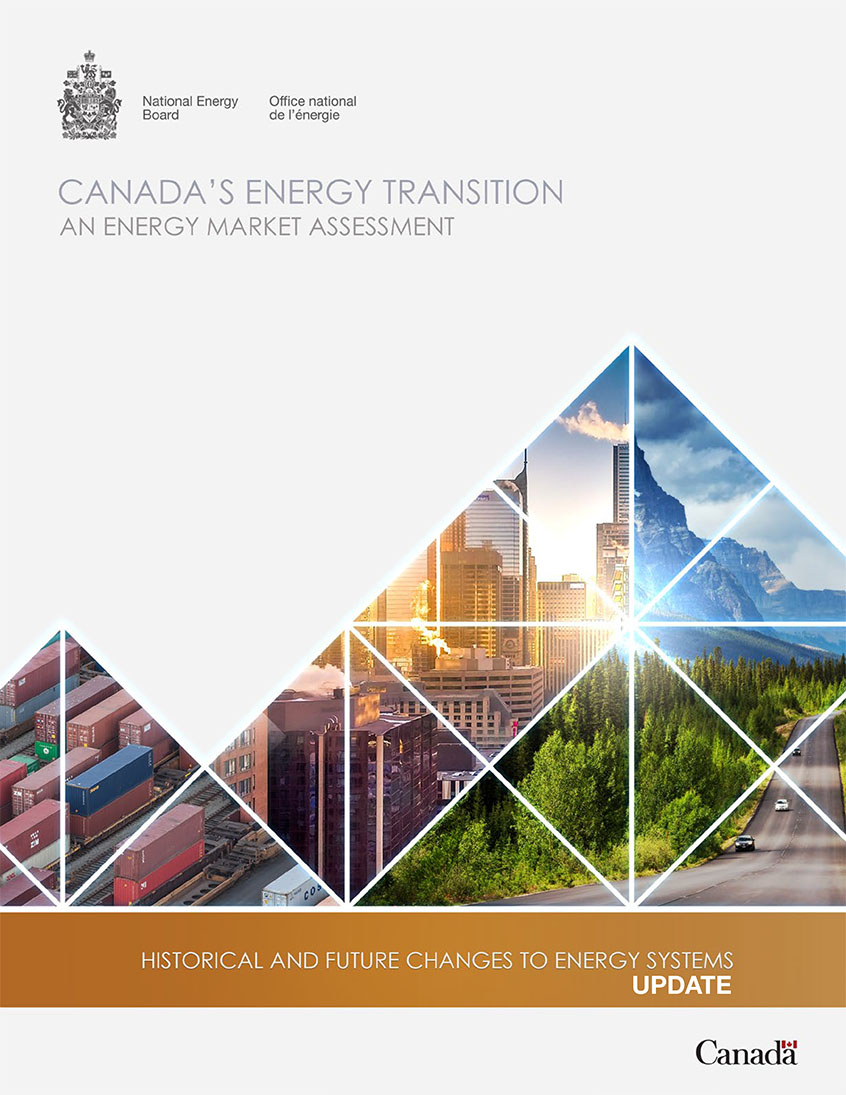 National Energy
Board
Office national
de l'énergie
CANADA'S ENERGY TRANSITION
AN ENERGY MARKET ASSESSMENT
COS
HISTORICAL AND FUTURE CHANGES TO ENERGY SYSTEMS
UPDATE
Canada